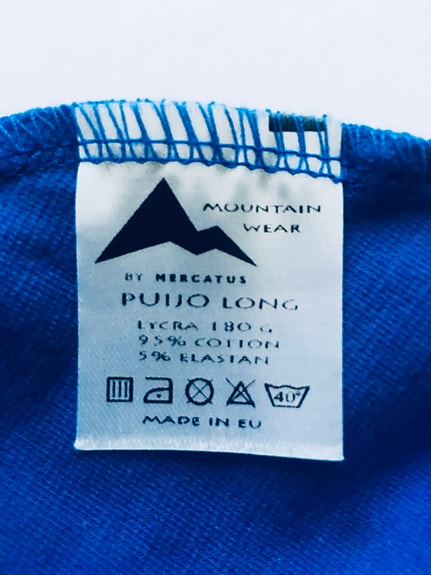 MOUNTAIN
WEAR
BY MERCATUS
PUIJO LONG
LYCRA 180 G
95% COTTON
5% ELASTAN
40°
MADE IN EU